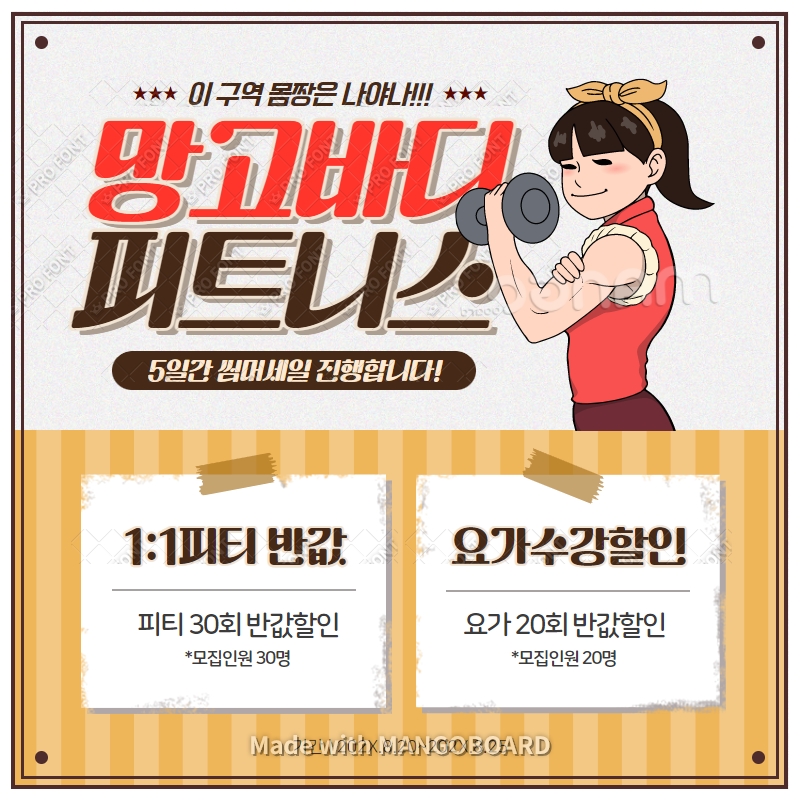 ★★★ 이 구역 몸짱은 나야나!!! ★★★
망고바디
피트니스
5일간 썸머세일 진행합니다!
1:1피티 반값
피티 30회 반값할인
*모집인원 30명
요가수강할인
요가 20회 반값할인
*모집인원 20명
Made with MANGOBOARD